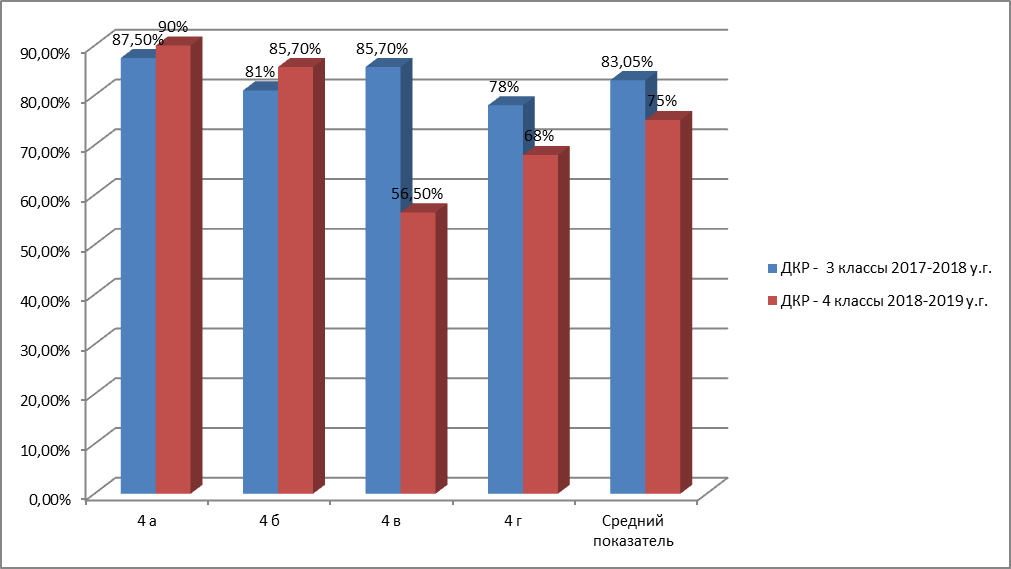 90%
87,50%
85,70%
85,70%
81%
78%
83,05%
75%
68%
56,50%
90,00%
80,00%
70,00%
60,00%
50,00%
40,00%
30,00%
20,00%
10,00%
0,00%
4 а
4 б
4 в
4 г
Средний
показатель
ДКР - 3 классы 2017-2018 у.г.
ДКР - 4 классы 2018-2019 у.г.